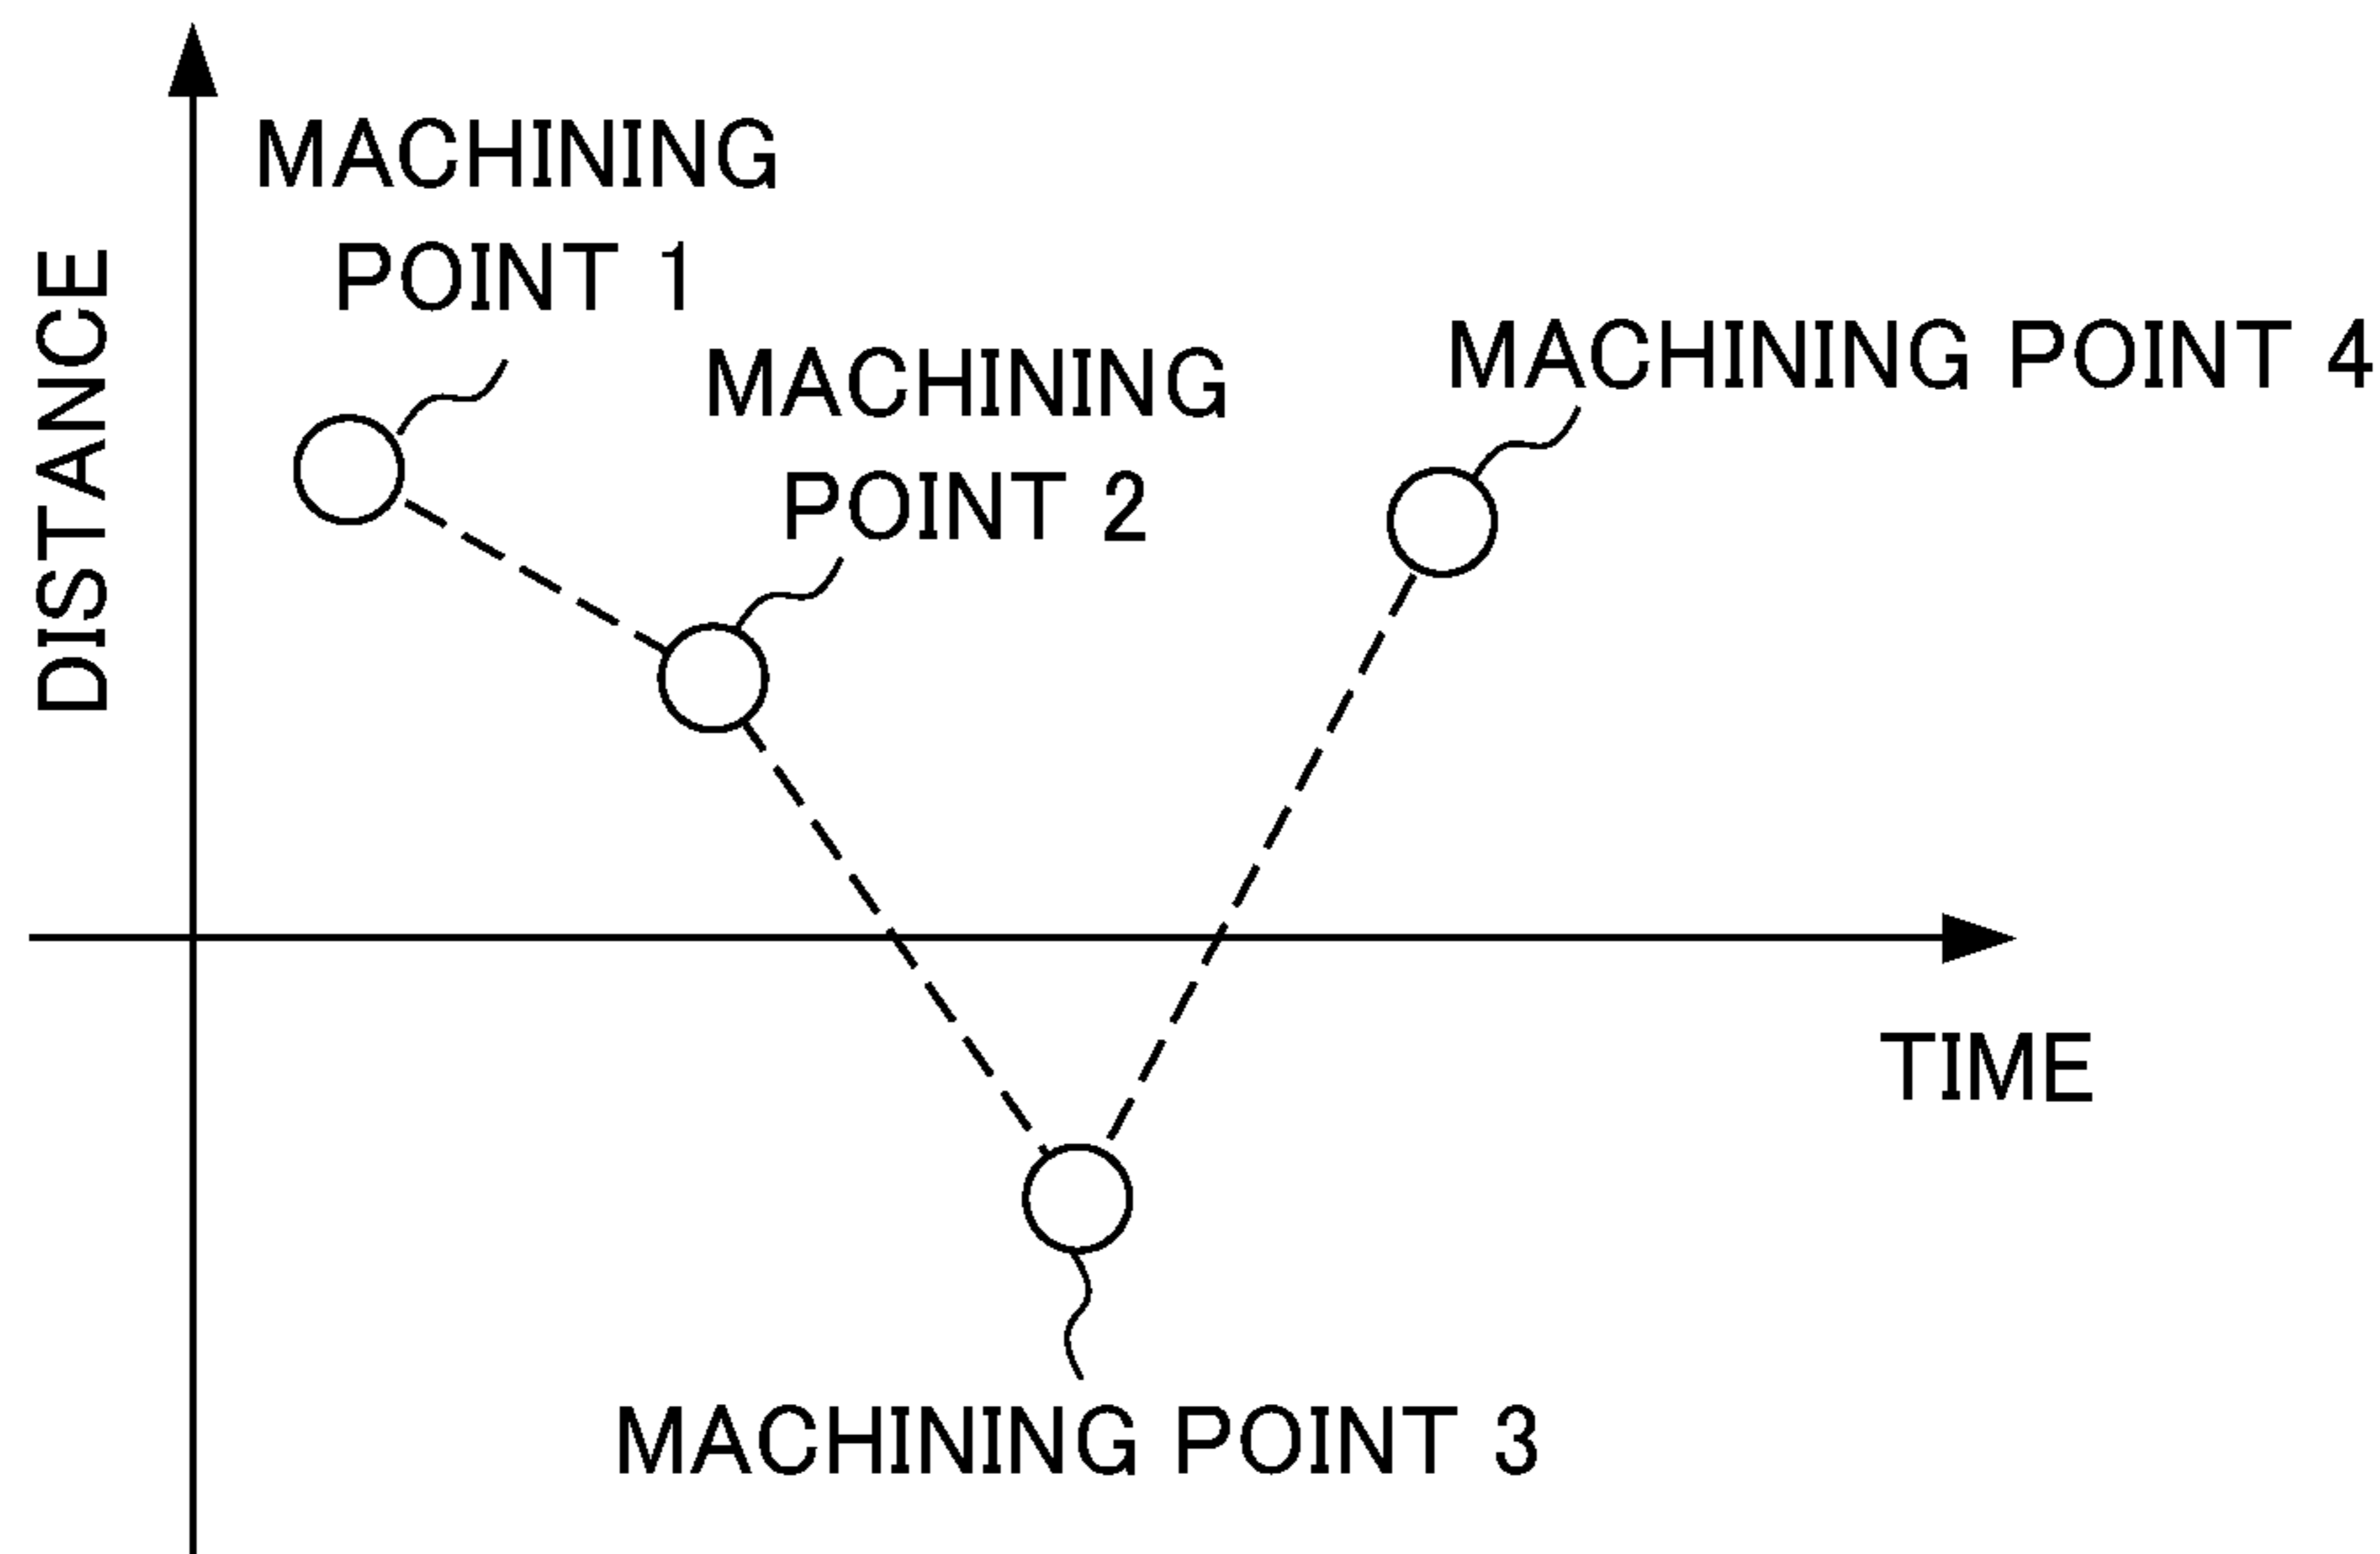 DISTANCE
MACHINING
POINT 1
MACHINING
POINT 2
MACHINING POINT 4
TIME
MACHINING POINT 3